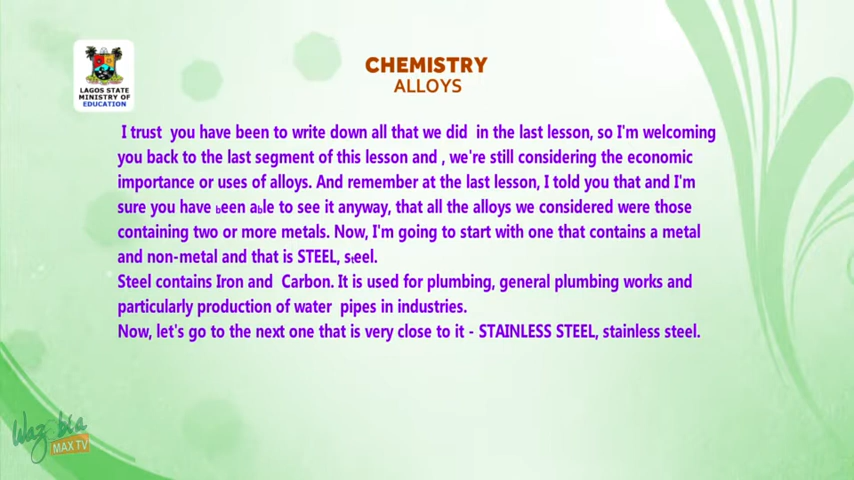 LAGOS STATE
MINISTRY OF
EDUCATION
CHEMISTRY
ALLOYS
I trust you have been to write down all that we did in the last lesson, so I'm welcoming
you back to the last segment of this lesson and , we're still considering the economic
importance or uses of alloys. And remember at the last lesson, I told you that and I'm
sure you have been able to see it anyway, that all the alloys we considered were those
containing two or more metals. Now, I'm going to start with one that contains a metal
and non-metal and that is STEEL, steel.
Steel contains Iron and Carbon. It is used for plumbing, general plumbing works and
particularly production of water pipes in industries.
Now, let's go to the next one that is very close to it - STAINLESS STEEL, stainless steel.
Wazobia
MAX TV